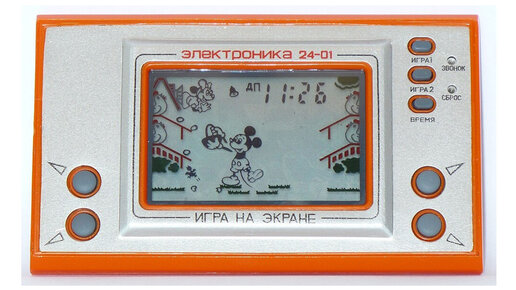 электроника 24-01
ИГРА 1
ЗВОНОК
ДП 11:26
ИГРА 2
СБРОС
ВРЕМЯ
ИГРА НА ЭКРАНЕ